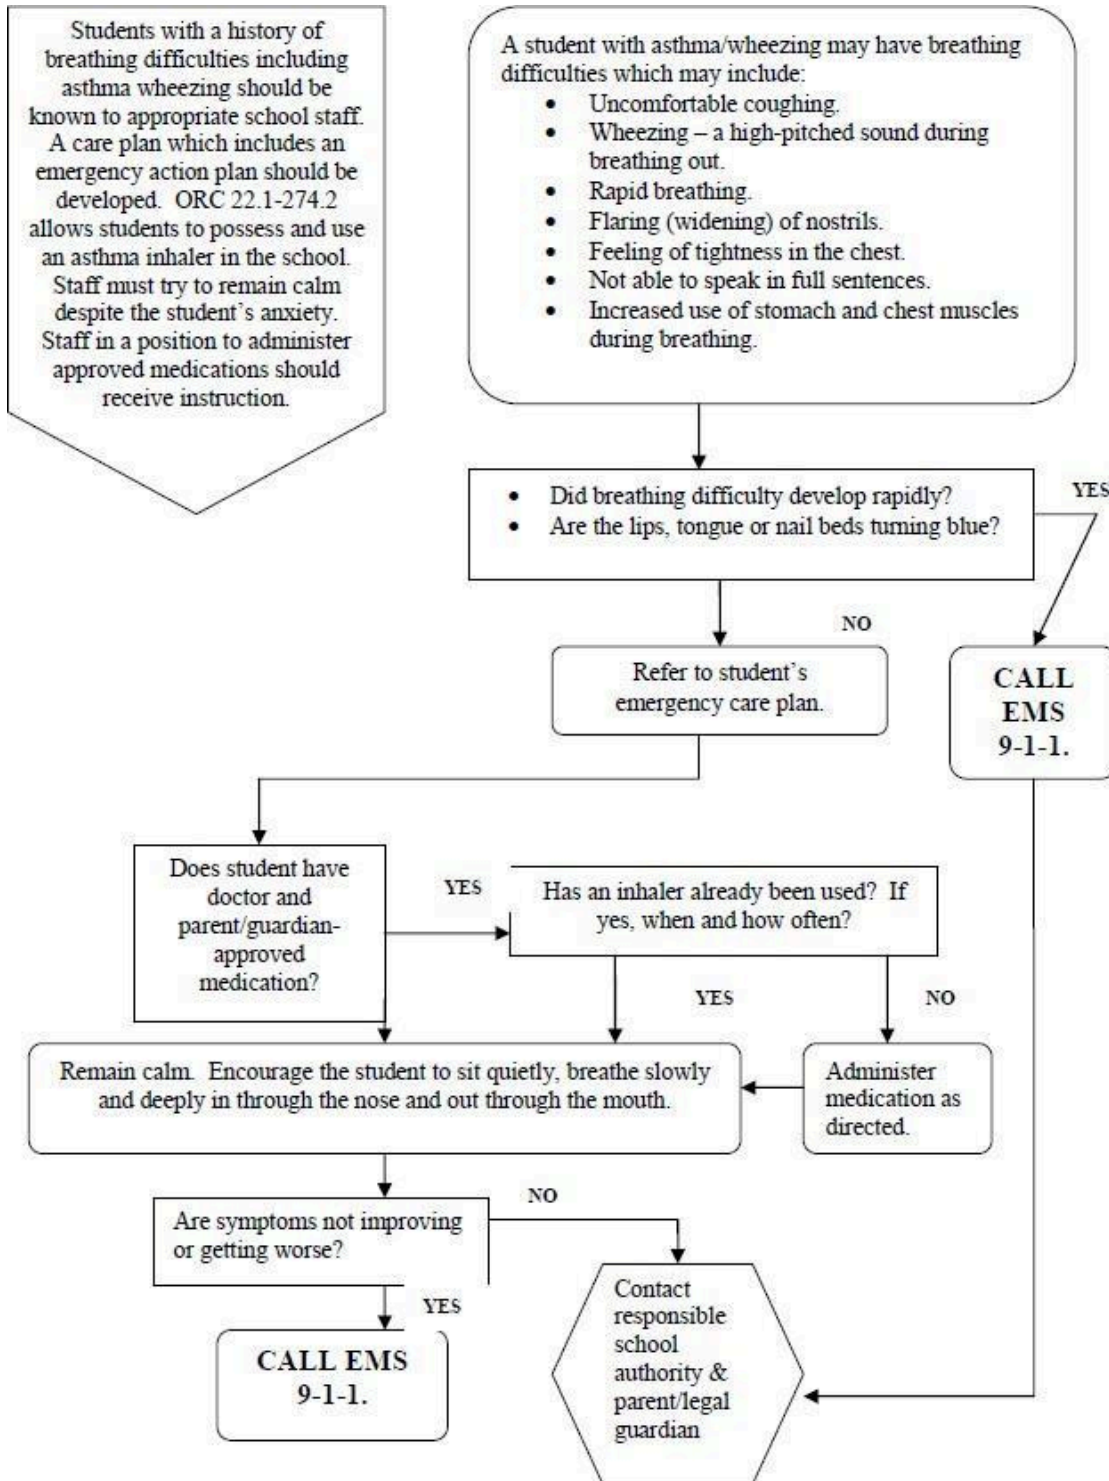 Students with a history of
breathing difficulties including
asthma wheezing should be
known to appropriate school staff.
A care plan which includes an
emergency action plan should be
developed.  ORC 22.1-274.2
allows students to possess and use
an asthma inhaler in the school.
Staff must try to remain calm
despite the student’s anxiety.
Staff in a position to administer
approved medications should
receive instruction.
A student with asthma/wheezing may have breathing
difficulties which may include:
• Uncomfortable coughing.
• Wheezing – a high-pitched sound during
breathing out.
• Rapid breathing.
• Flaring (widening) of nostrils.
• Feeling of tightness in the chest.
• Not able to speak in full sentences.
• Increased use of stomach and chest muscles
during breathing.
• Did breathing difficulty develop rapidly?
• Are the lips, tongue or nail beds turning blue?
YES
NO
Refer to student’s
emergency care plan.
CALL
EMS
9-1-1.
Does student have
doctor and
parent/guardian-
approved
medication?
YES
Has an inhaler already been used?  If
yes, when and how often?
YES
NO
Remain calm.  Encourage the student to sit quietly, breathe slowly
and deeply in through the nose and out through the mouth.
Administer
medication as
directed.
Are symptoms not improving
or getting worse?
NO
YES
CALL EMS
9-1-1.
Contact
responsible
school
authority &
parent/legal
guardian